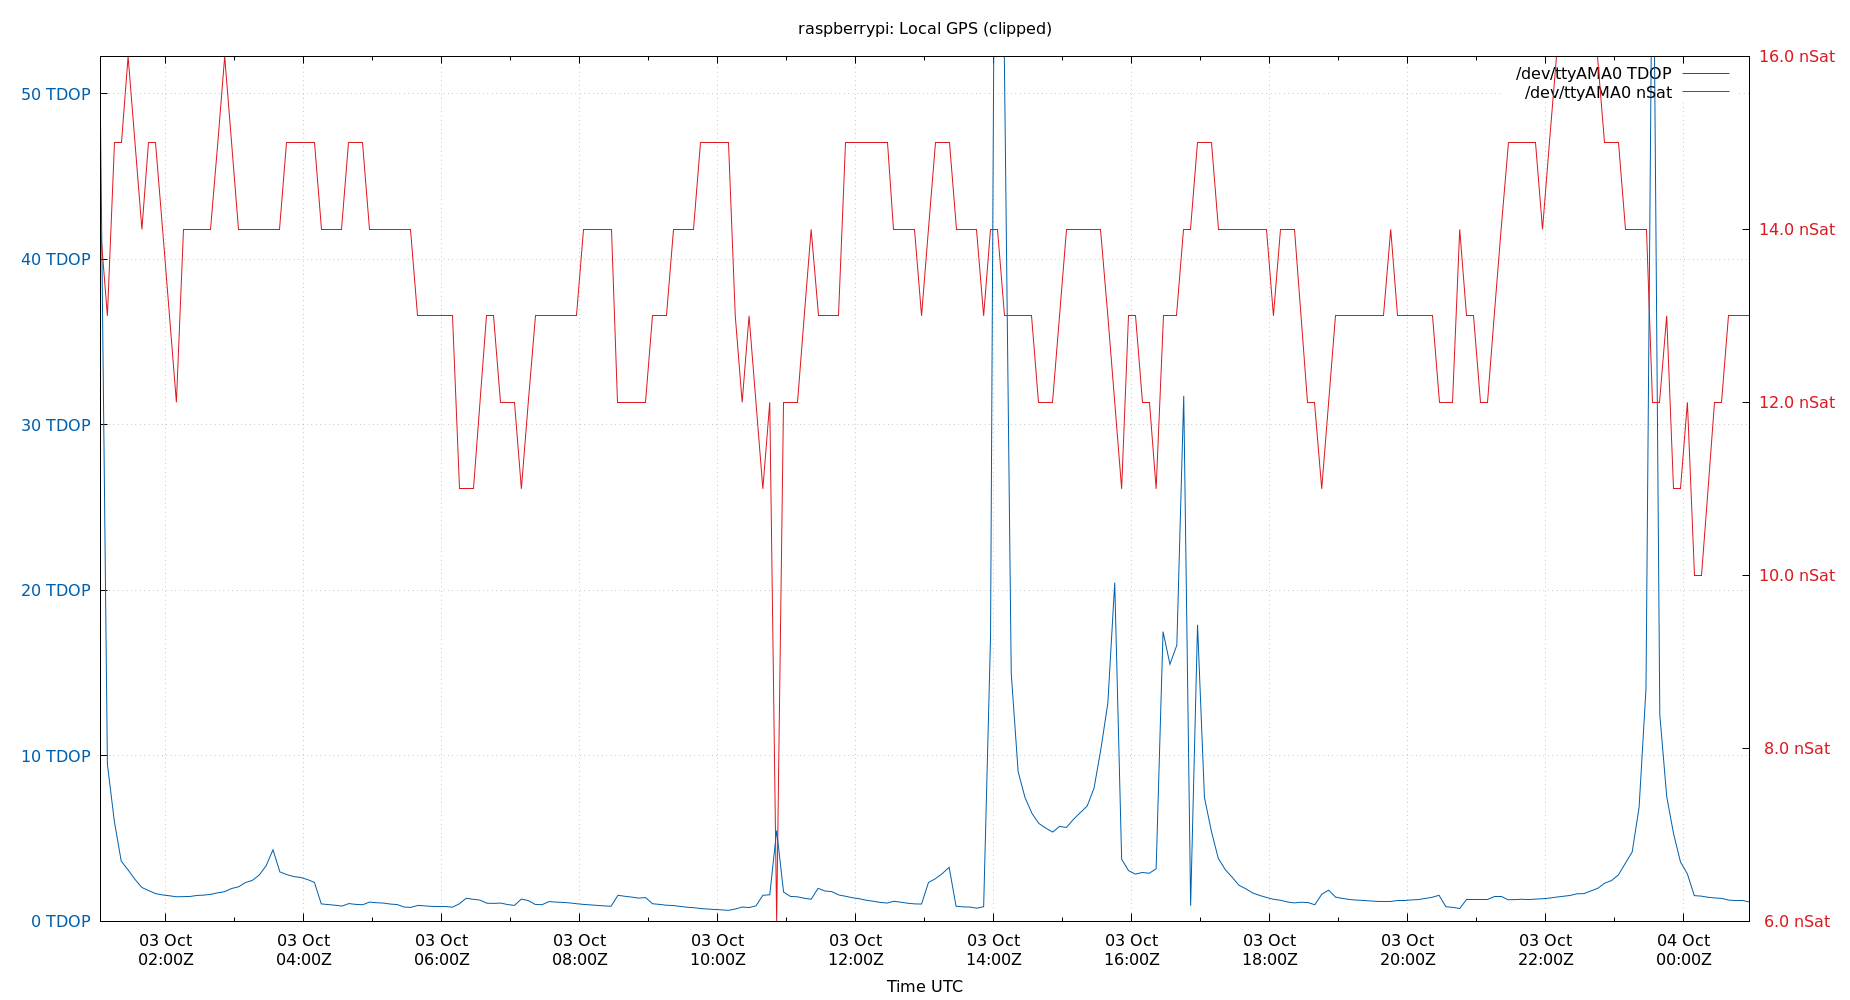 raspberrypi: Local GPS (clipped)
/dev/ttyAMA0 TDOP
/dev/ttyAMA0 nSat
50 TDOP
40 TDOP
30 TDOP
20 TDOP
10 TDOP
0 TDOP
16.0 nSat
14.0 nSat
12.0 nSat
10.0 nSat
8.0 nSat
6.0 nSat
03 Oct 03 Oct 03 Oct 03 Oct 03 Oct 03 Oct 03 Oct 03 Oct 03 Oct 03 Oct 03 Oct 04 Oct
02:00Z 04:00Z 06:00Z 08:00Z 10:00Z 12:00Z 14:00Z 16:00Z 18:00Z 20:00Z 22:00Z 00:00Z
Time UTC